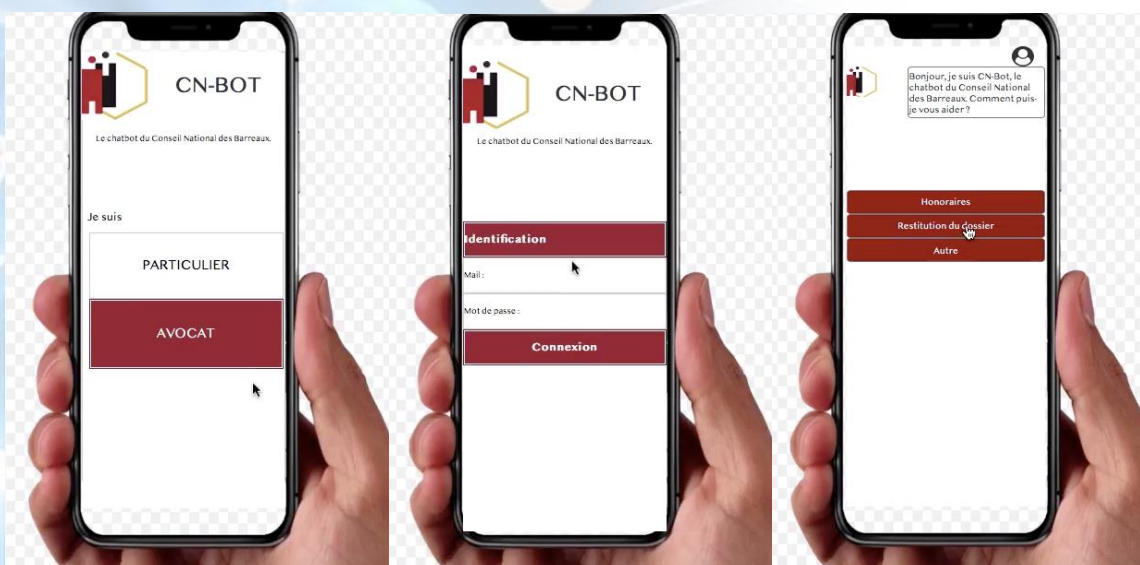 CN-BOT
Le chatbot du Conseil National des Barreaux.
Je suis
PARTICULIER
AVOCAT
CN-BOT
Le chatbot du Conseil National des Barreaux.
Identification
Mail :
Mot de passe :
Connexion
Bonjour, je suis CN-Bot, le
chatbot du Conseil National
des Barreaux. Comment puis-
je vous aider ?
Honoraires
Restitution du dossier
Autre